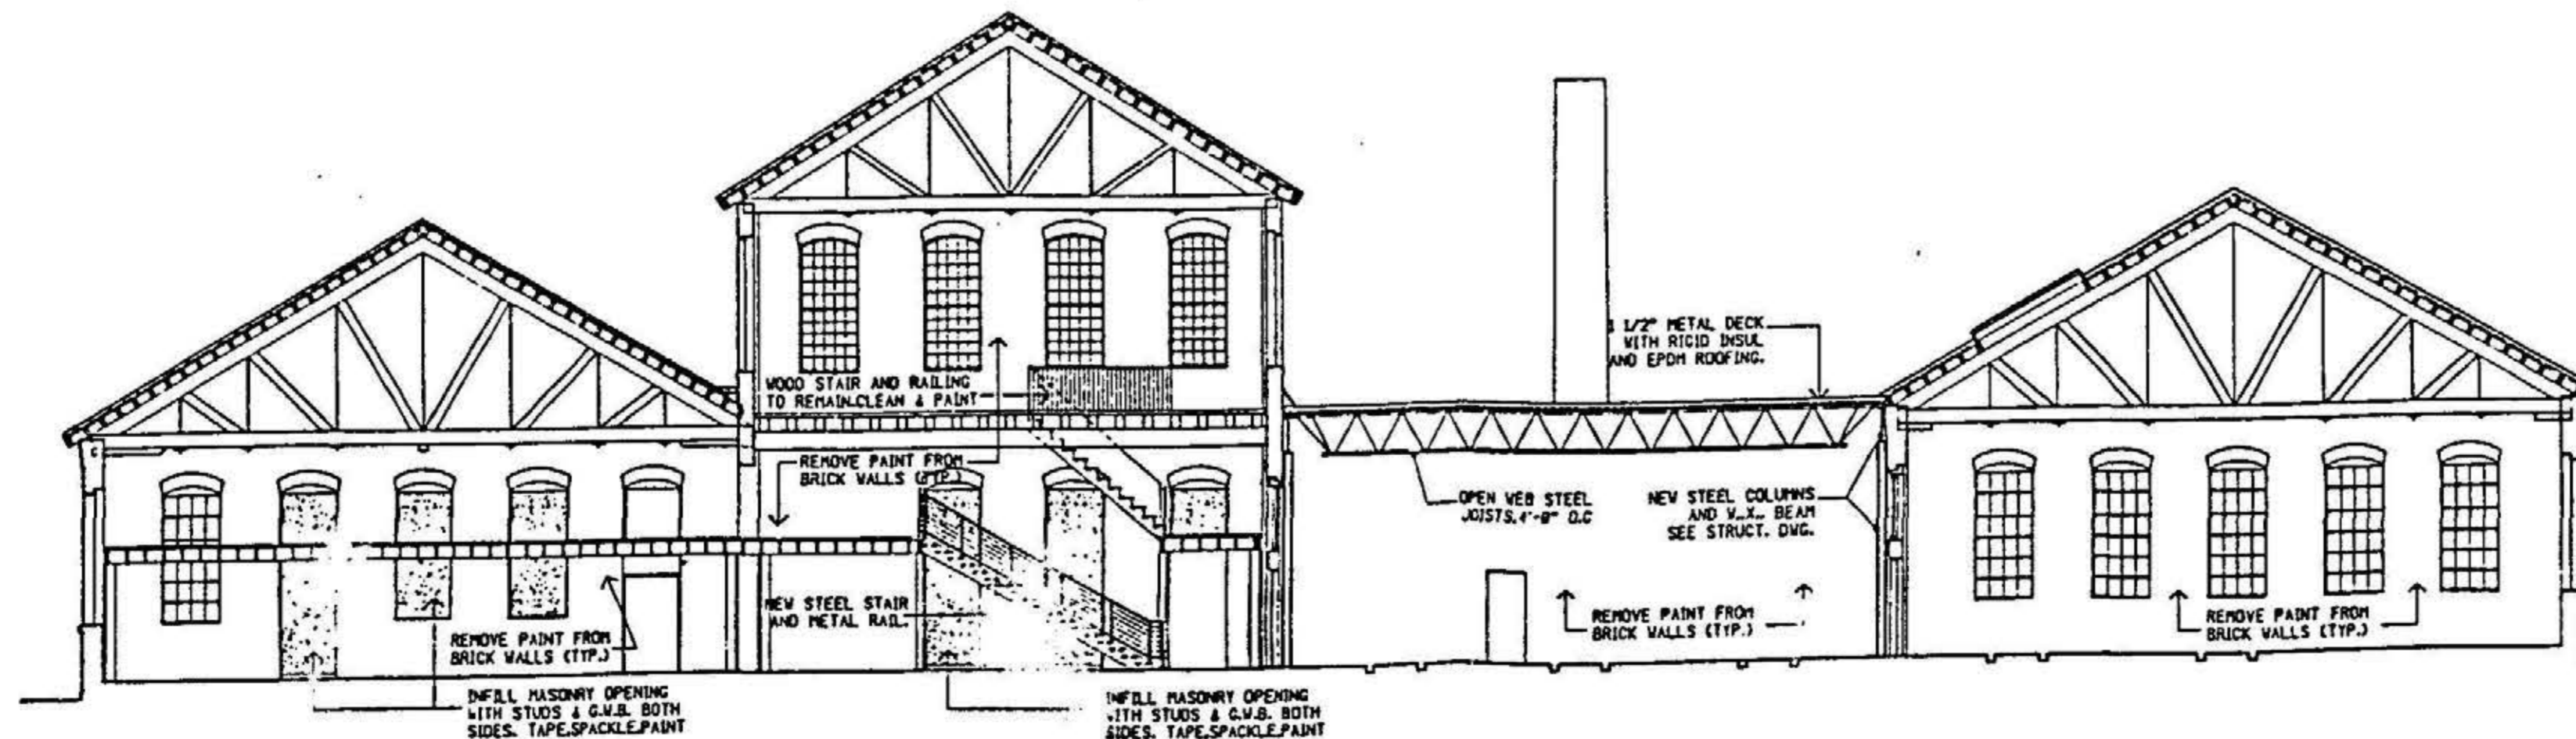 1 1/2" METAL DECK
WITH RIGID INSUL
AND EPDM ROOFING.
WOOD STAIR AND RAILING
TO REMAIN.CLEAN & PAINT
REMOVE PAINT FROM
BRICK WALLS (TYP.)
OPEN WEB STEEL
JOISTS, O.C
NEW STEEL COLUMNS
AND W..X.. BEAM
SEE STRUCT. DWG.
NEW STEEL STAIR
AND METAL RAIL.
REMOVE PAINT FROM
BRICK WALLS (TYP.)
REMOVE PAINT FROM
BRICK WALLS (TYP.)
REMOVE PAINT FROM
BRICK WALLS (TYP.)
INFILL MASONRY OPENING
WITH STUDS & G.W.B. BOTH
SIDES. TAPE,SPACKLE,PAINT
INFILL MASONRY OPENING
WITH STUDS & G.W.B. BOTH
SIDES. TAPE,SPACKLE,PAINT